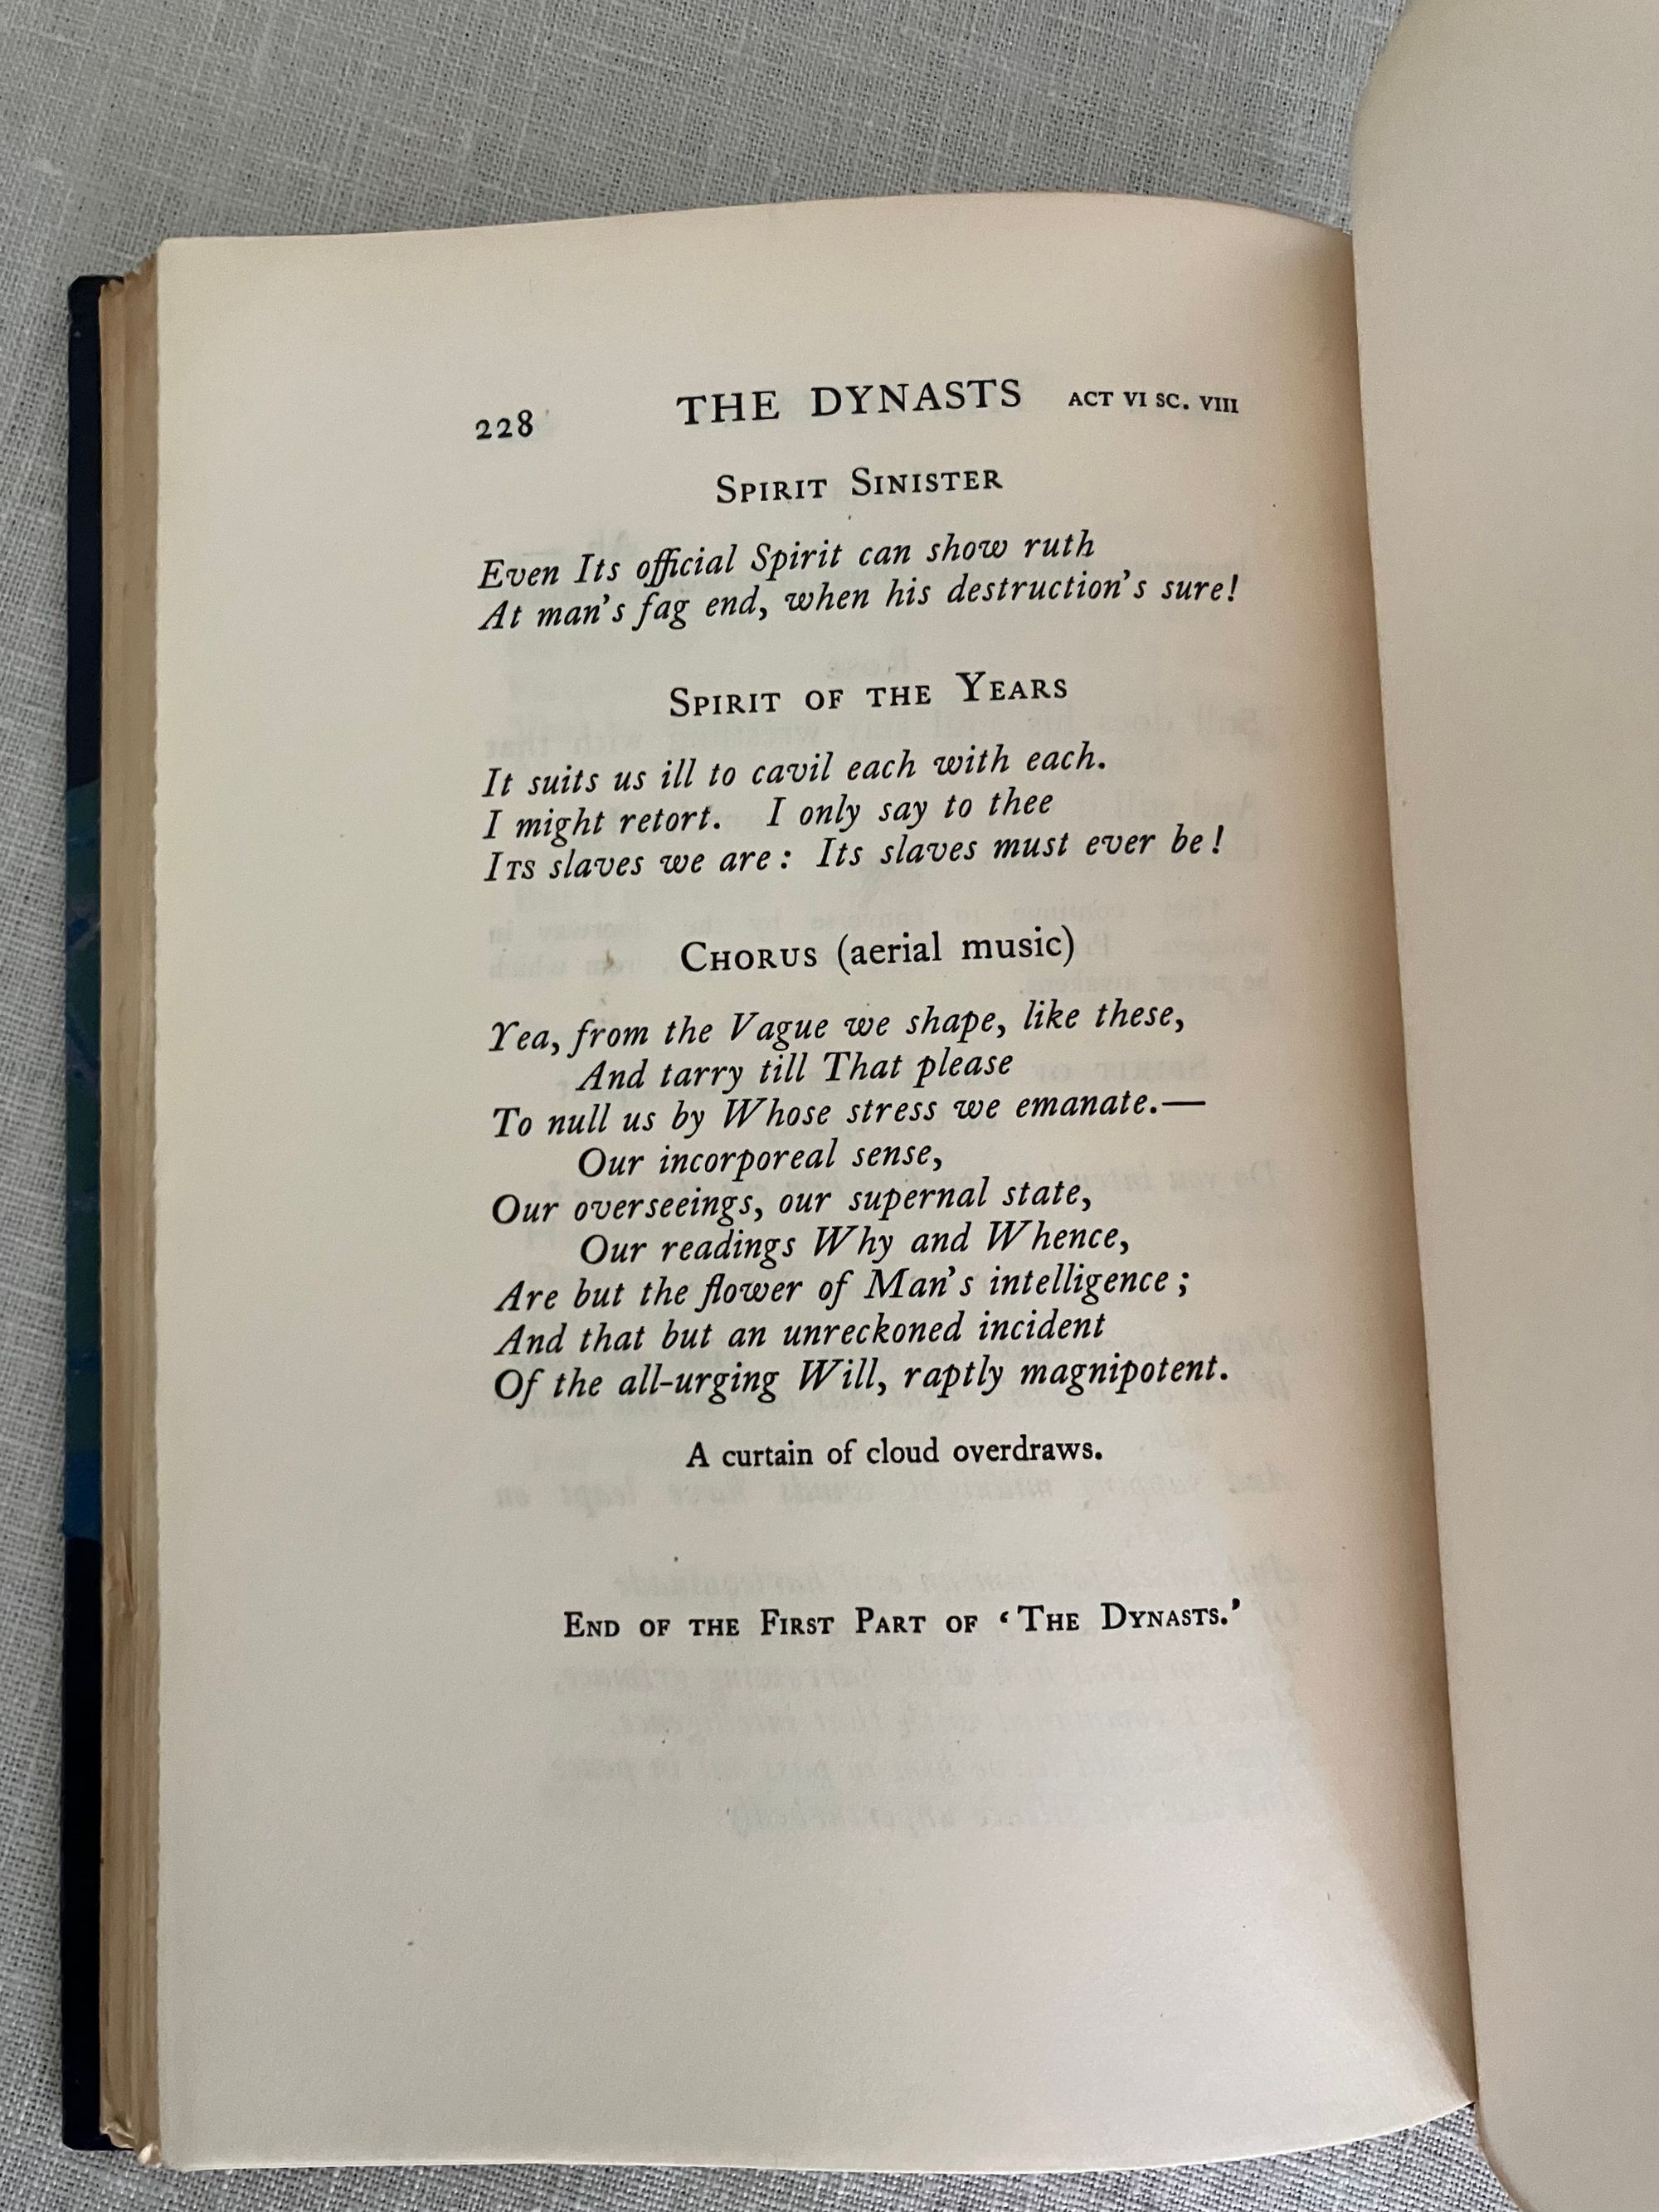 228 THE DYNASTS ACT VI SC. VIII
SPIRIT SINISTER
Even Its official Spirit can show ruth
At man's fag end, when his destruction's sure!
SPIRIT OF THE YEARS
It suits us ill to cavil each with each.
I might retort. I only say to thee
ITS slaves we are: Its slaves must ever be!
CHORUS (aerial music)
Yea, from the Vague we shape, like these,
And tarry till That please
To null us by Whose stress we emanate.—
Our incorporeal sense,
Our overseeings, our supernal state,
Our readings Why and Whence,
Are but the flower of Man's intelligence;
And that but an unreckoned incident
Of the all-urging Will, raptly magnipotent.
A curtain of cloud overdraws.
END OF THE FIRST PART OF ‘THE DYNASTS.’